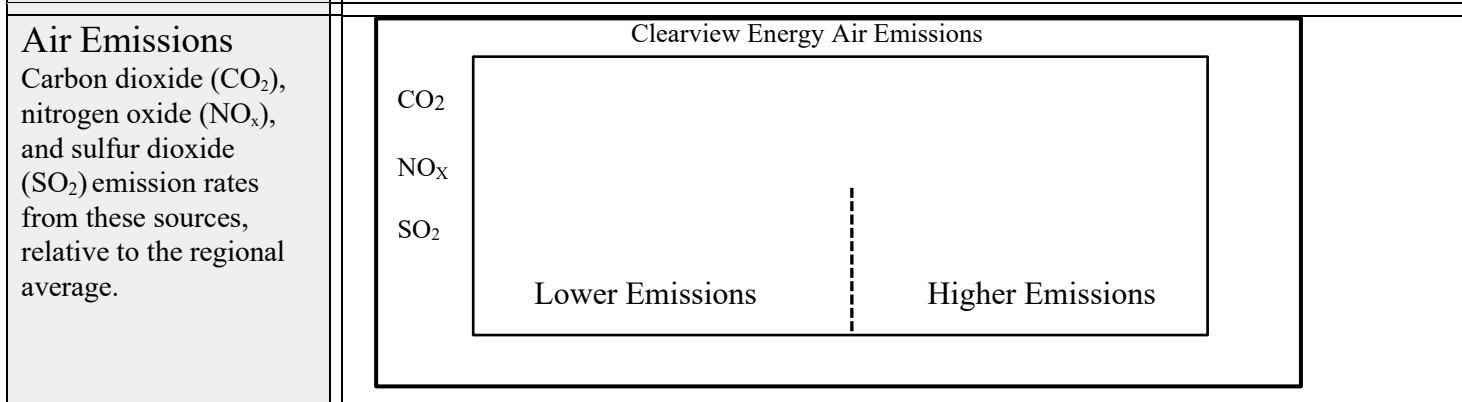 Air Emissions
Carbon dioxide (CO₂),
nitrogen oxide (NOₓ),
and sulfur dioxide
(SO₂) emission rates
from these sources,
relative to the regional
average.
Clearview Energy Air Emissions
CO₂
NOX
SO₂
Lower Emissions
Higher Emissions